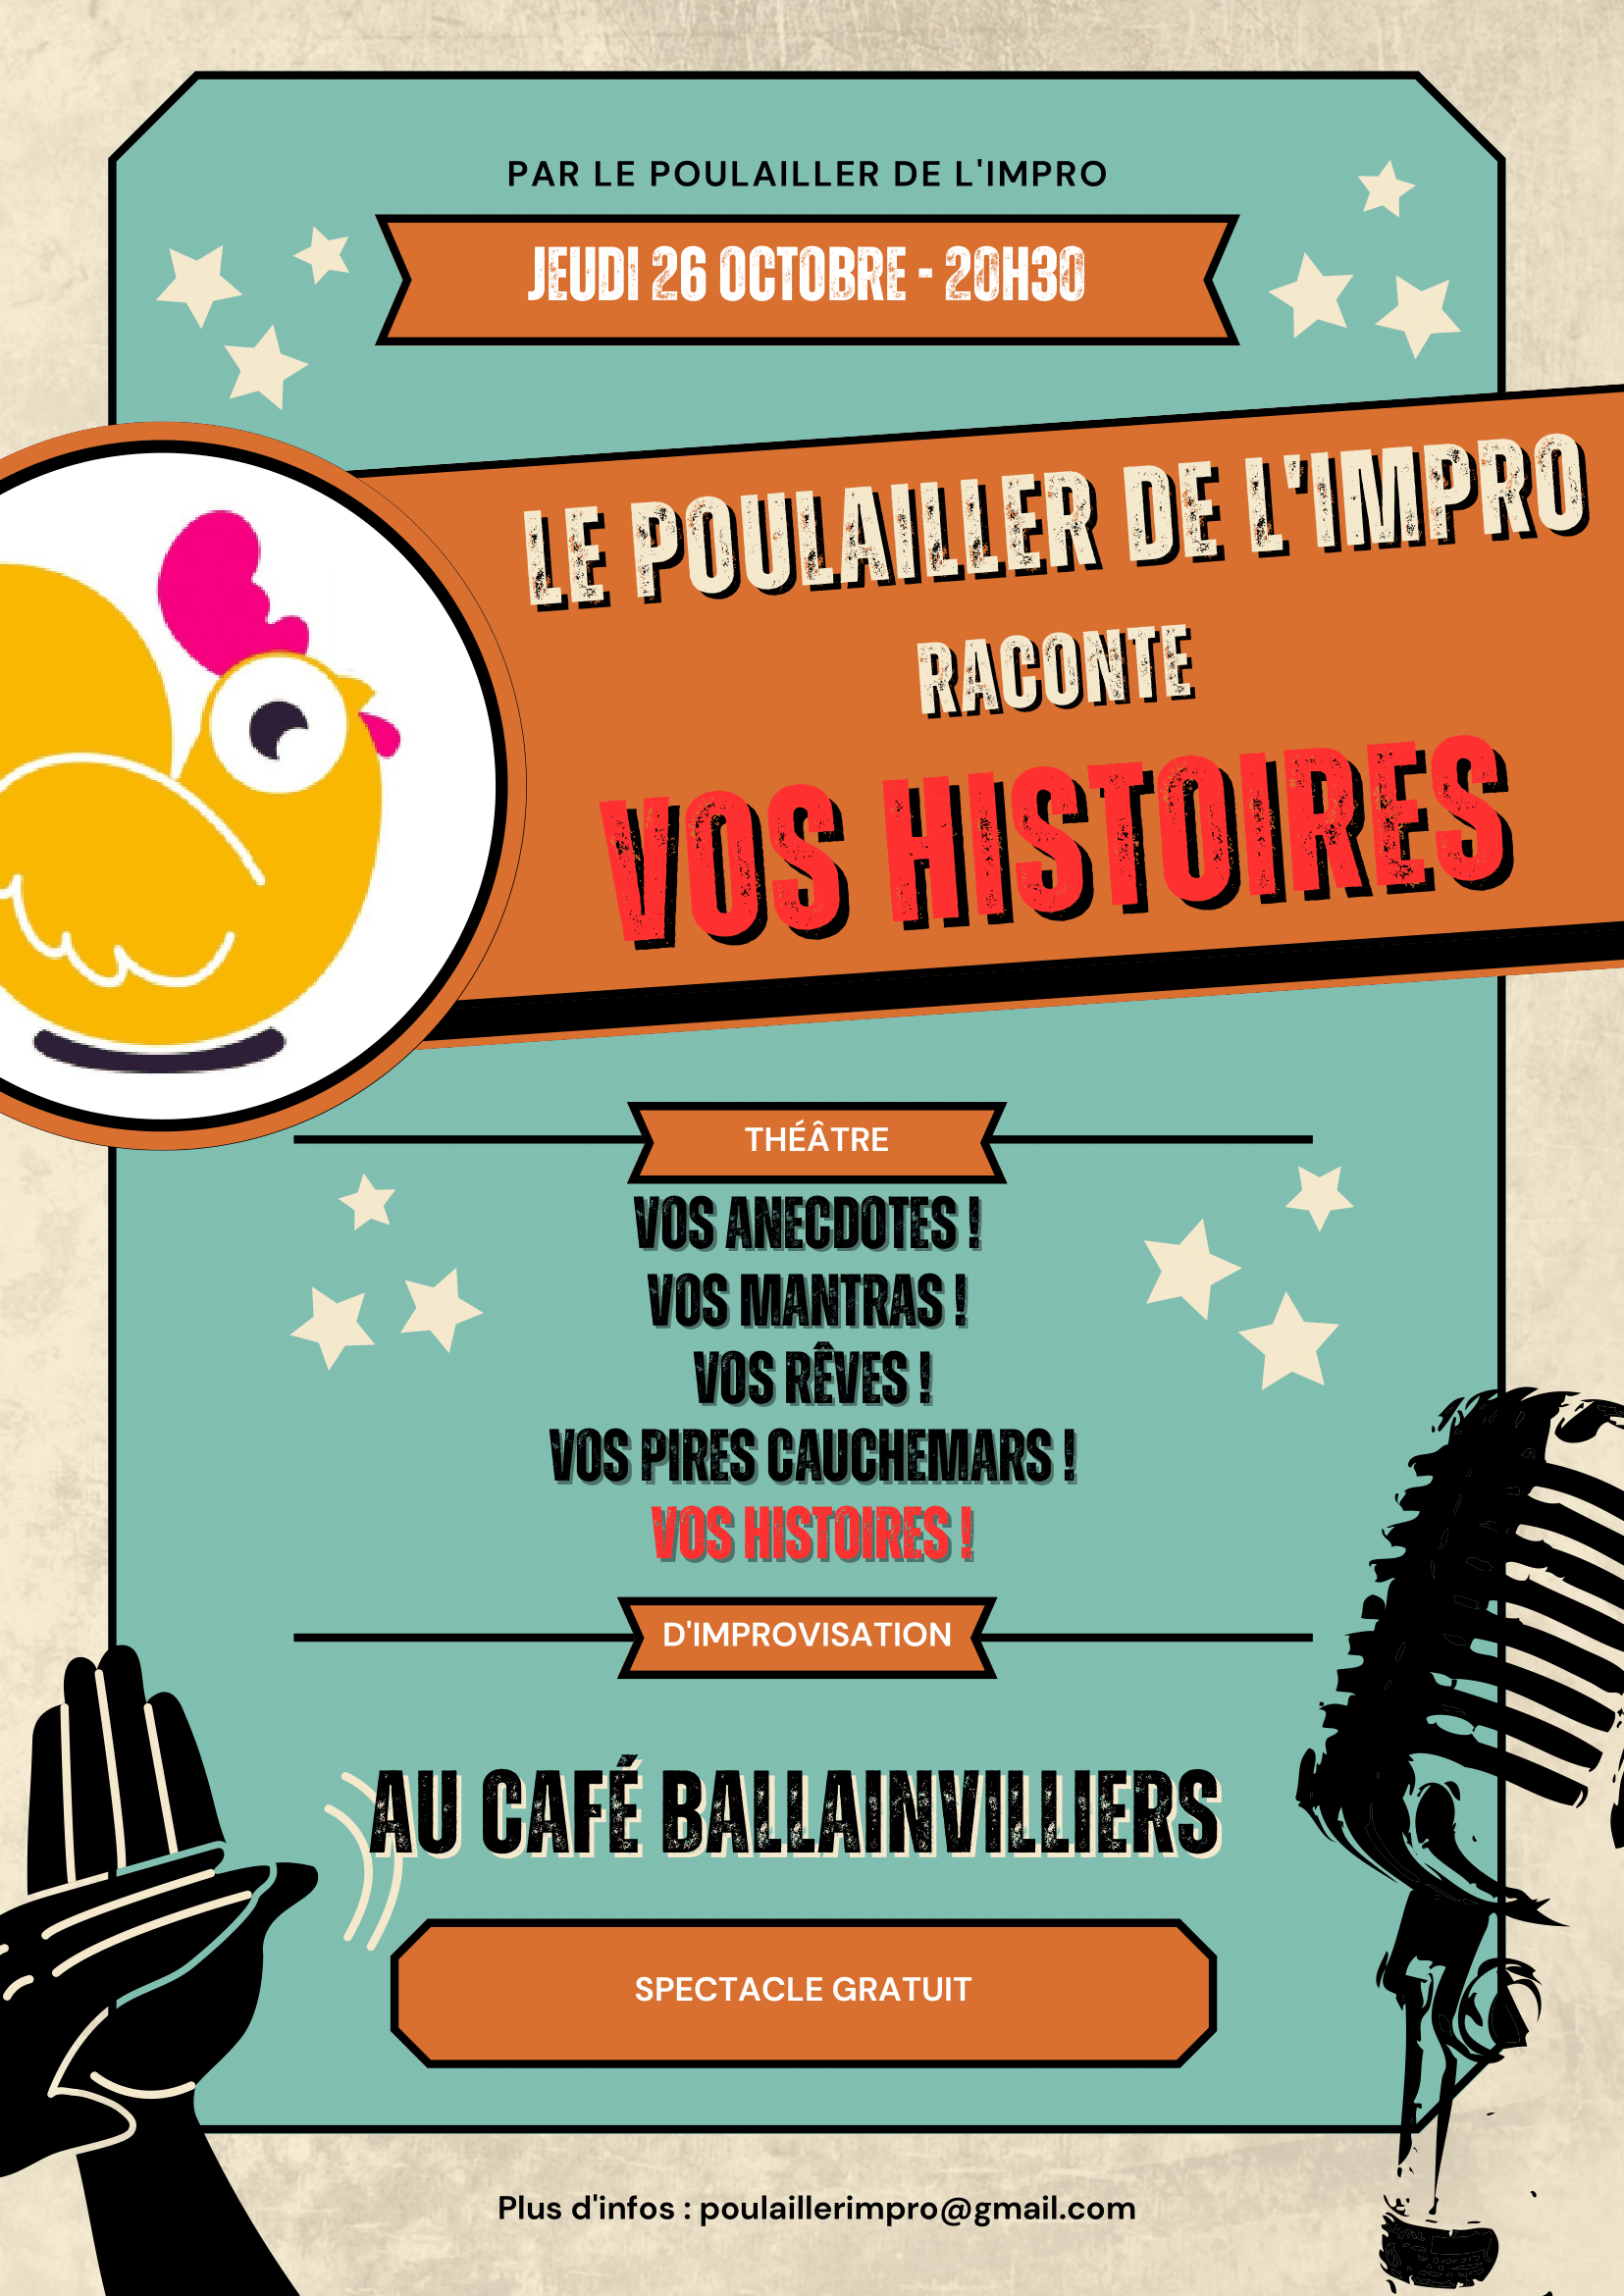 PAR LE POULAILLER DE L'IMPRO
JEUDI 26 OCTOBRE - 20H30
LE POULAILLER DE L'IMPRO
RACONTE
VOS HISTOIRES
THÉÂTRE
VOS ANECDOTES !
VOS MANTRAS !
VOS RÊVES !
VOS PIRES CAUCHEMARS !
VOS HISTOIRES !
D'IMPROVISATION
AU CAFÉ BALLAINVILLIERS
SPECTACLE GRATUIT
Plus d'infos : poulaillerimpro@gmail.com